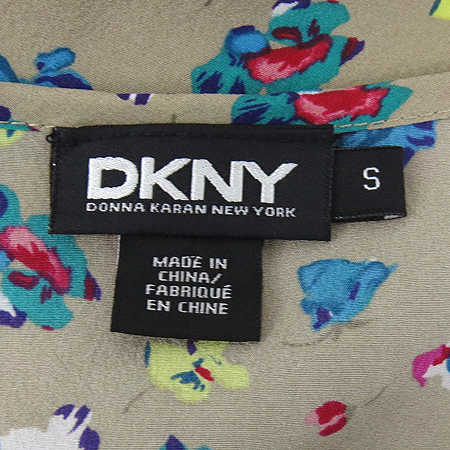 DKNY
DONNA KARAN NEW YORK
S
MADE IN
CHINA/
FABRIQUÉ
EN CHINE